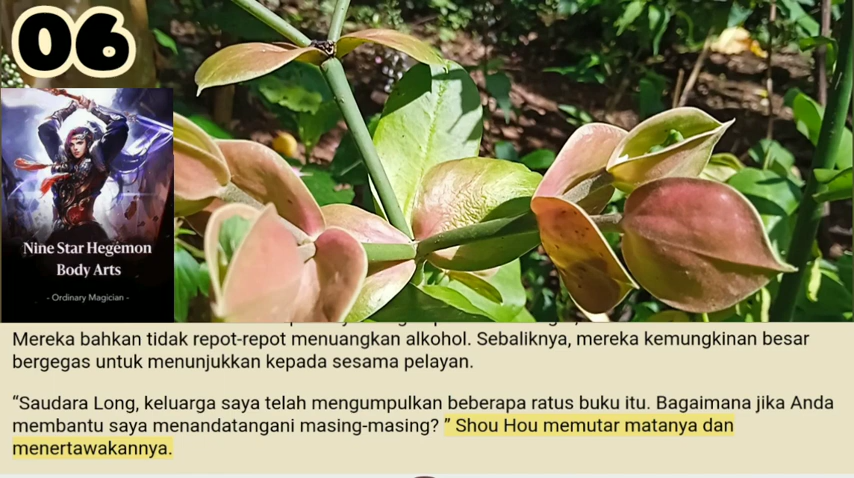 06
Nine Star Hegemon
Body Arts
- Ordinary Magician -
Mereka bahkan tidak repot-repot menuangkan alkohol. Sebaliknya, mereka kemungkinan besar
bergegas untuk menunjukkan kepada sesama pelayan.
“Saudara Long, keluarga saya telah mengumpulkan beberapa ratus buku itu. Bagaimana jika Anda
membantu saya menandatangani masing-masing? ” Shou Hou memutar matanya dan
menertawakannya.